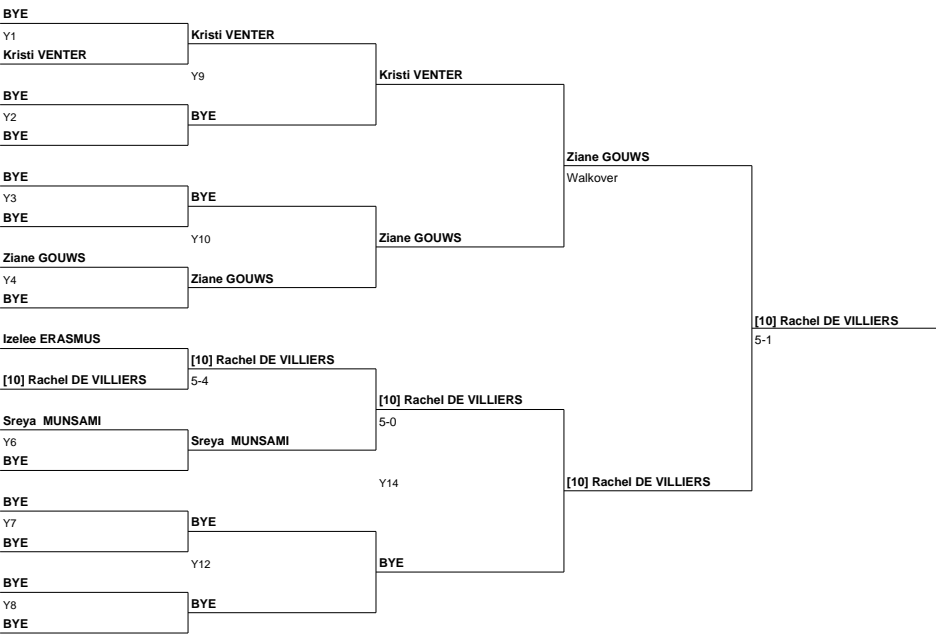 BYE
Y1
Kristi VENTER
BYE
Y2
BYE
BYE
Y3
BYE
Ziane GOUWS
Y4
BYE
Izelee ERASMUS
[10] Rachel DE VILLIERS
Sreya  MUNSAMI
Y6
BYE
BYE
Y7
BYE
BYE
Y8
BYE
Kristi VENTER
Y9
BYE
BYE
Y10
Ziane GOUWS
[10] Rachel DE VILLIERS
5-4
Sreya  MUNSAMI
BYE
Y12
BYE
Kristi VENTER
Ziane GOUWS
[10] Rachel DE VILLIERS
5-0
Y14
BYE
Ziane GOUWS
Walkover
[10] Rachel DE VILLIERS
[10] Rachel DE VILLIERS
5-1